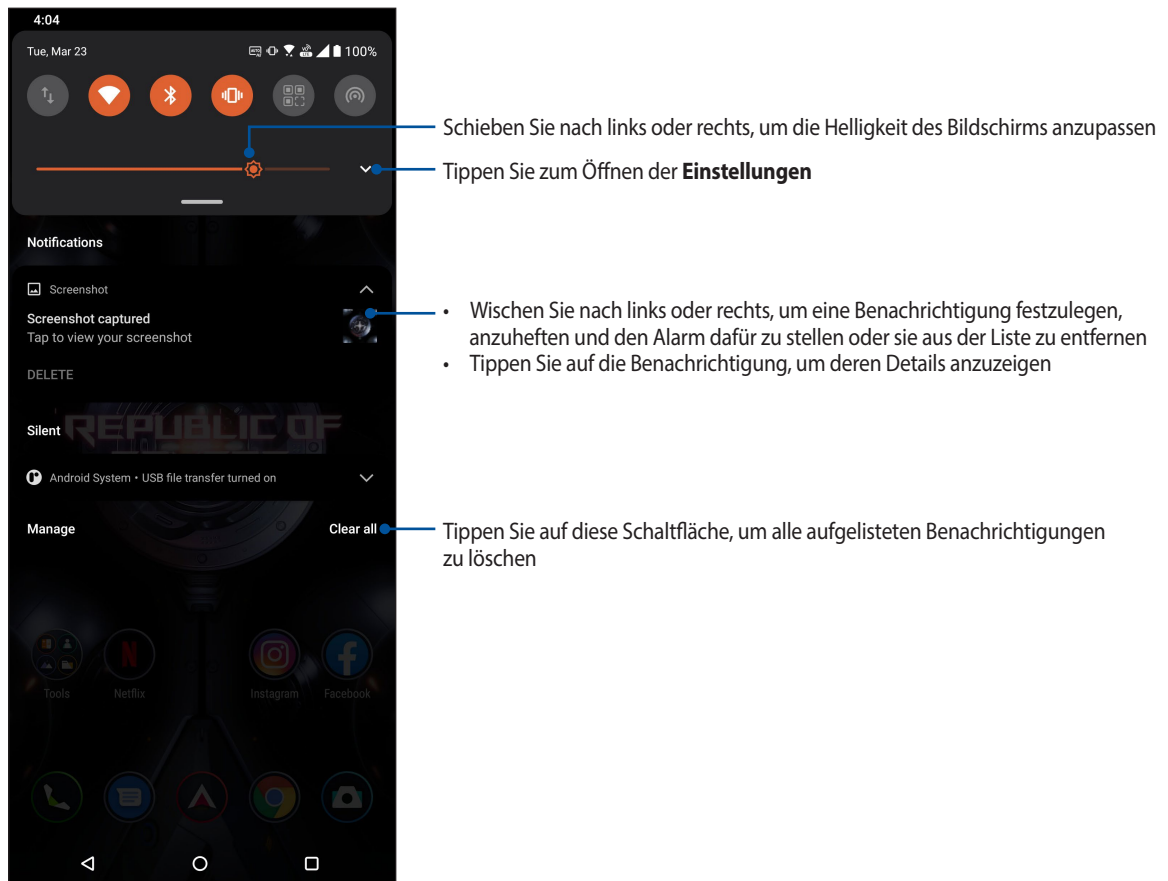 4:04
Tue, Mar 23
100%
Schieben Sie nach links oder rechts, um die Helligkeit des Bildschirms anzupassen
Tippen Sie zum Öffnen der Einstellungen
Notifications
Screenshot
Screenshot captured
Tap to view your screenshot
DELETE
• Wischen Sie nach links oder rechts, um eine Benachrichtigung festzulegen,
anzuheften und den Alarm dafür zu stellen oder sie aus der Liste zu entfernen
• Tippen Sie auf die Benachrichtigung, um deren Details anzuzeigen
Silent
REPUBLIC OF
Android System • USB file transfer turned on
Manage
Clear all
Tippen Sie auf diese Schaltfläche, um alle aufgelisteten Benachrichtigungen
zu löschen
Tools
Netflix
Instagram
Facebook